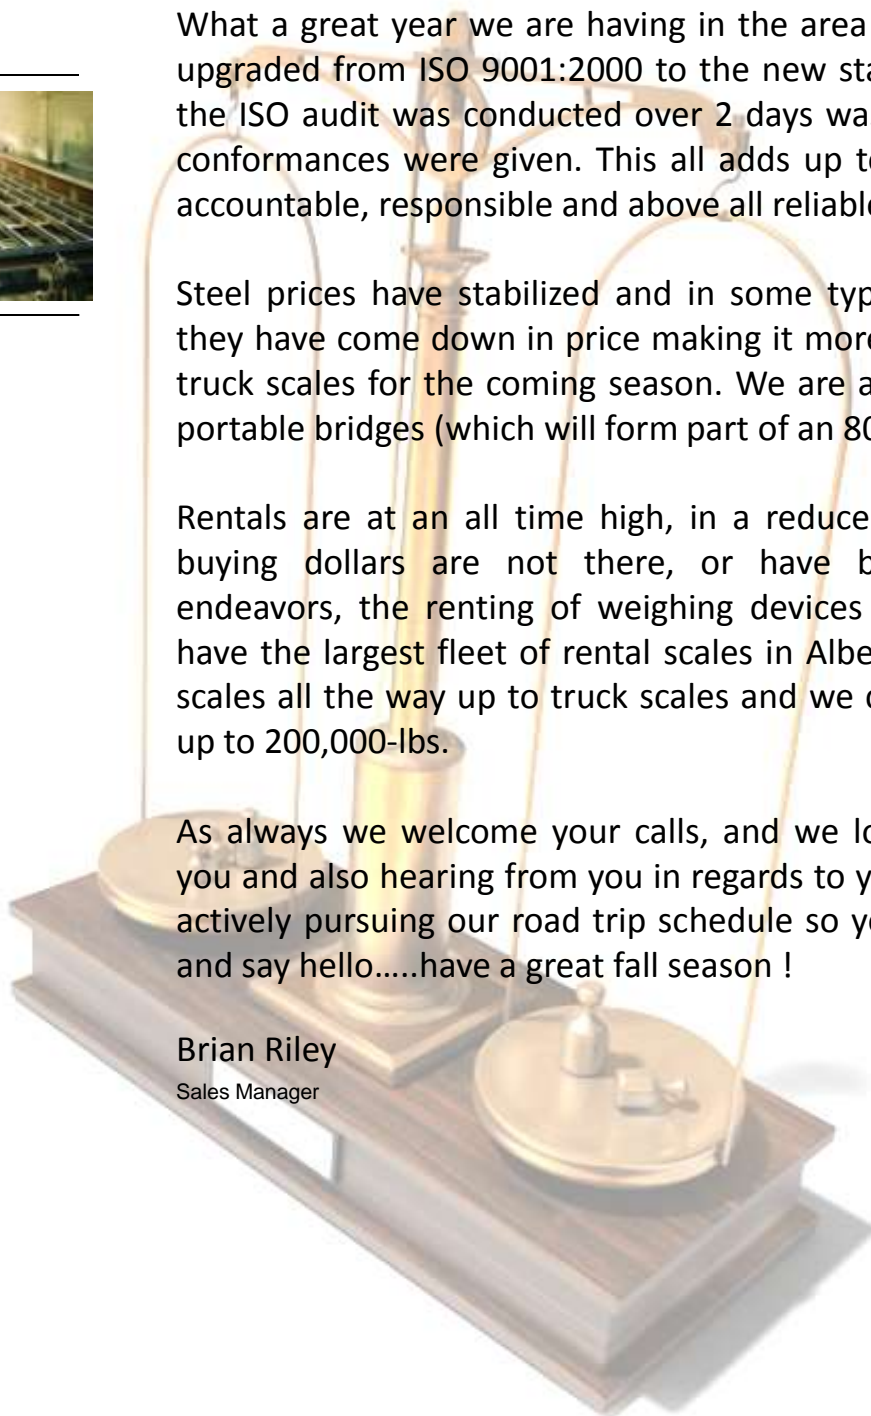 What a great year we are having in the area
upgraded from ISO 9001:2000 to the new sta
the ISO audit was conducted over 2 days wa
conformances were given. This all adds up t
accountable, responsible and above all reliable
Steel prices have stabilized and in some typ
they have come down in price making it more
truck scales for the coming season. We are a
portable bridges (which will form part of an 80
Rentals are at an all time high, in a reduce
buying dollars are not there, or have b
endeavors, the renting of weighing devices
have the largest fleet of rental scales in Albe
scales all the way up to truck scales and we c
up to 200,000-lbs.
As always we welcome your calls, and we lo
you and also hearing from you in regards to y
actively pursuing our road trip schedule so y
and say hello.....have a great fall season !
Brian Riley
Sales Manager